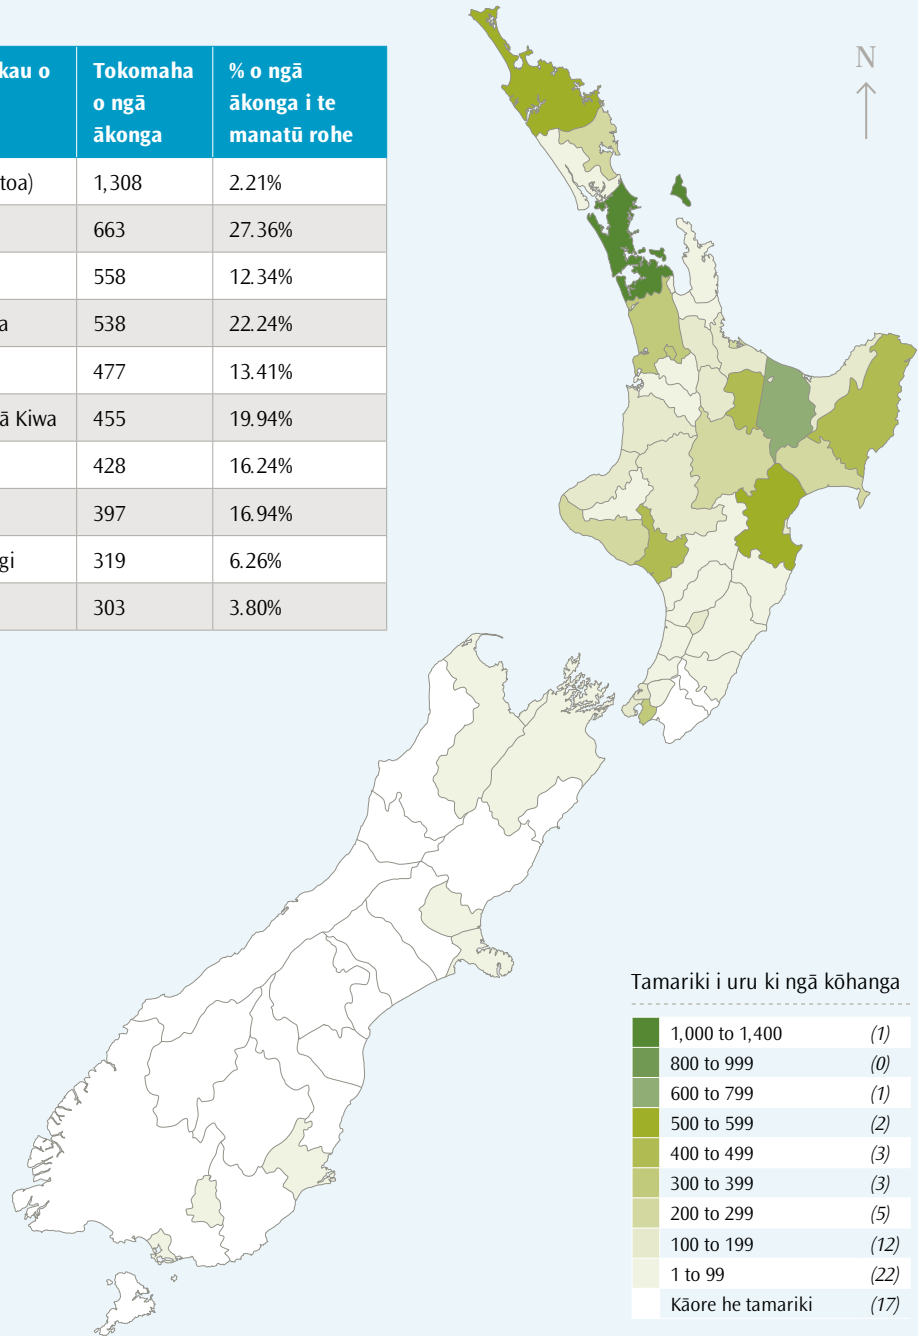 kau o
Tokomaha
o ngā
ākonga
% o ngā
ākonga i te
manatū rohe
toa) 1,308 2.21%
663 27.36%
558 12.34%
a 538 22.24%
477 13.41%
ā Kiwa 455 19.94%
428 16.24%
397 16.94%
gi 319 6.26%
303 3.80%
N
Tamariki i uru ki ngā kōhanga
1,000 to 1,400 (1)
800 to 999 (0)
600 to 799 (1)
500 to 599 (2)
400 to 499 (3)
300 to 399 (3)
200 to 299 (5)
100 to 199 (12)
1 to 99 (22)
Kāore he tamariki (17)